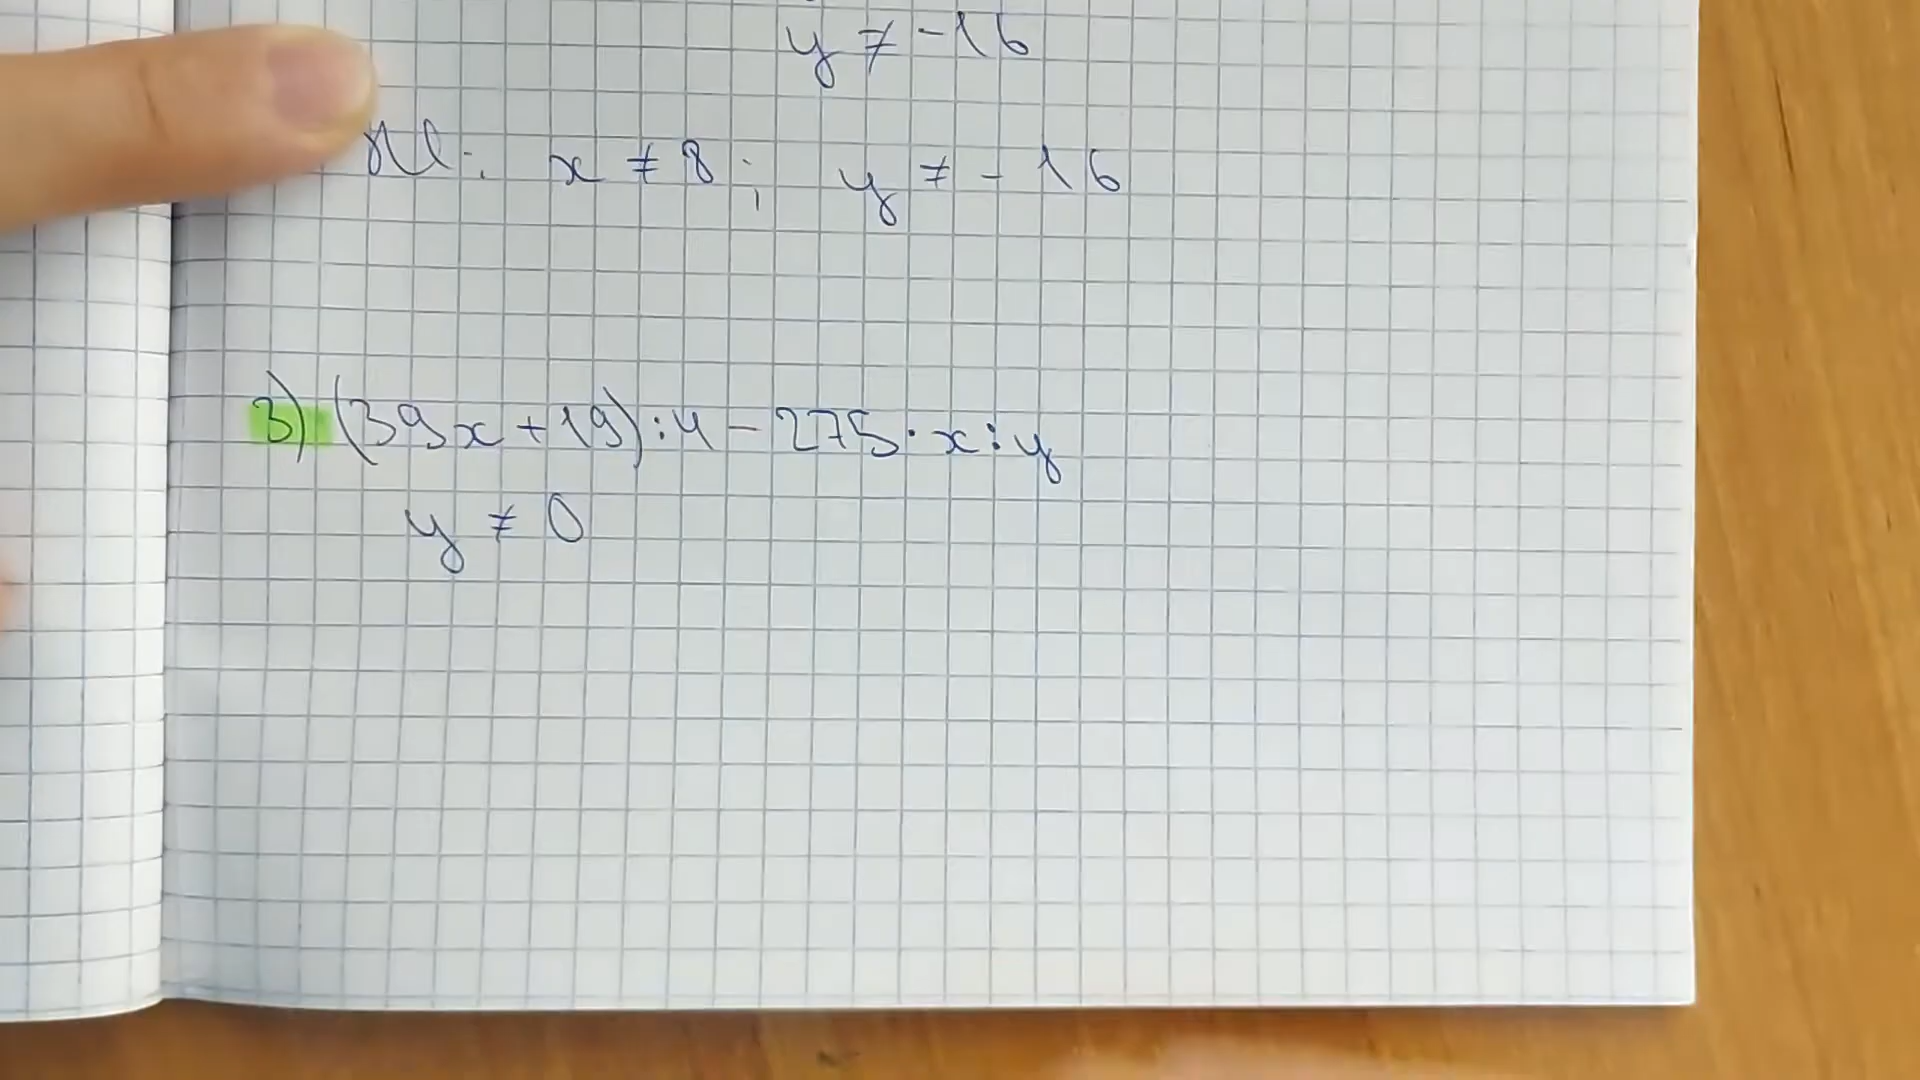 y ≠ -16
x ≠ 8; y ≠ -16
3) (39x + 19) : 4 - 275 · x : y
y ≠ 0